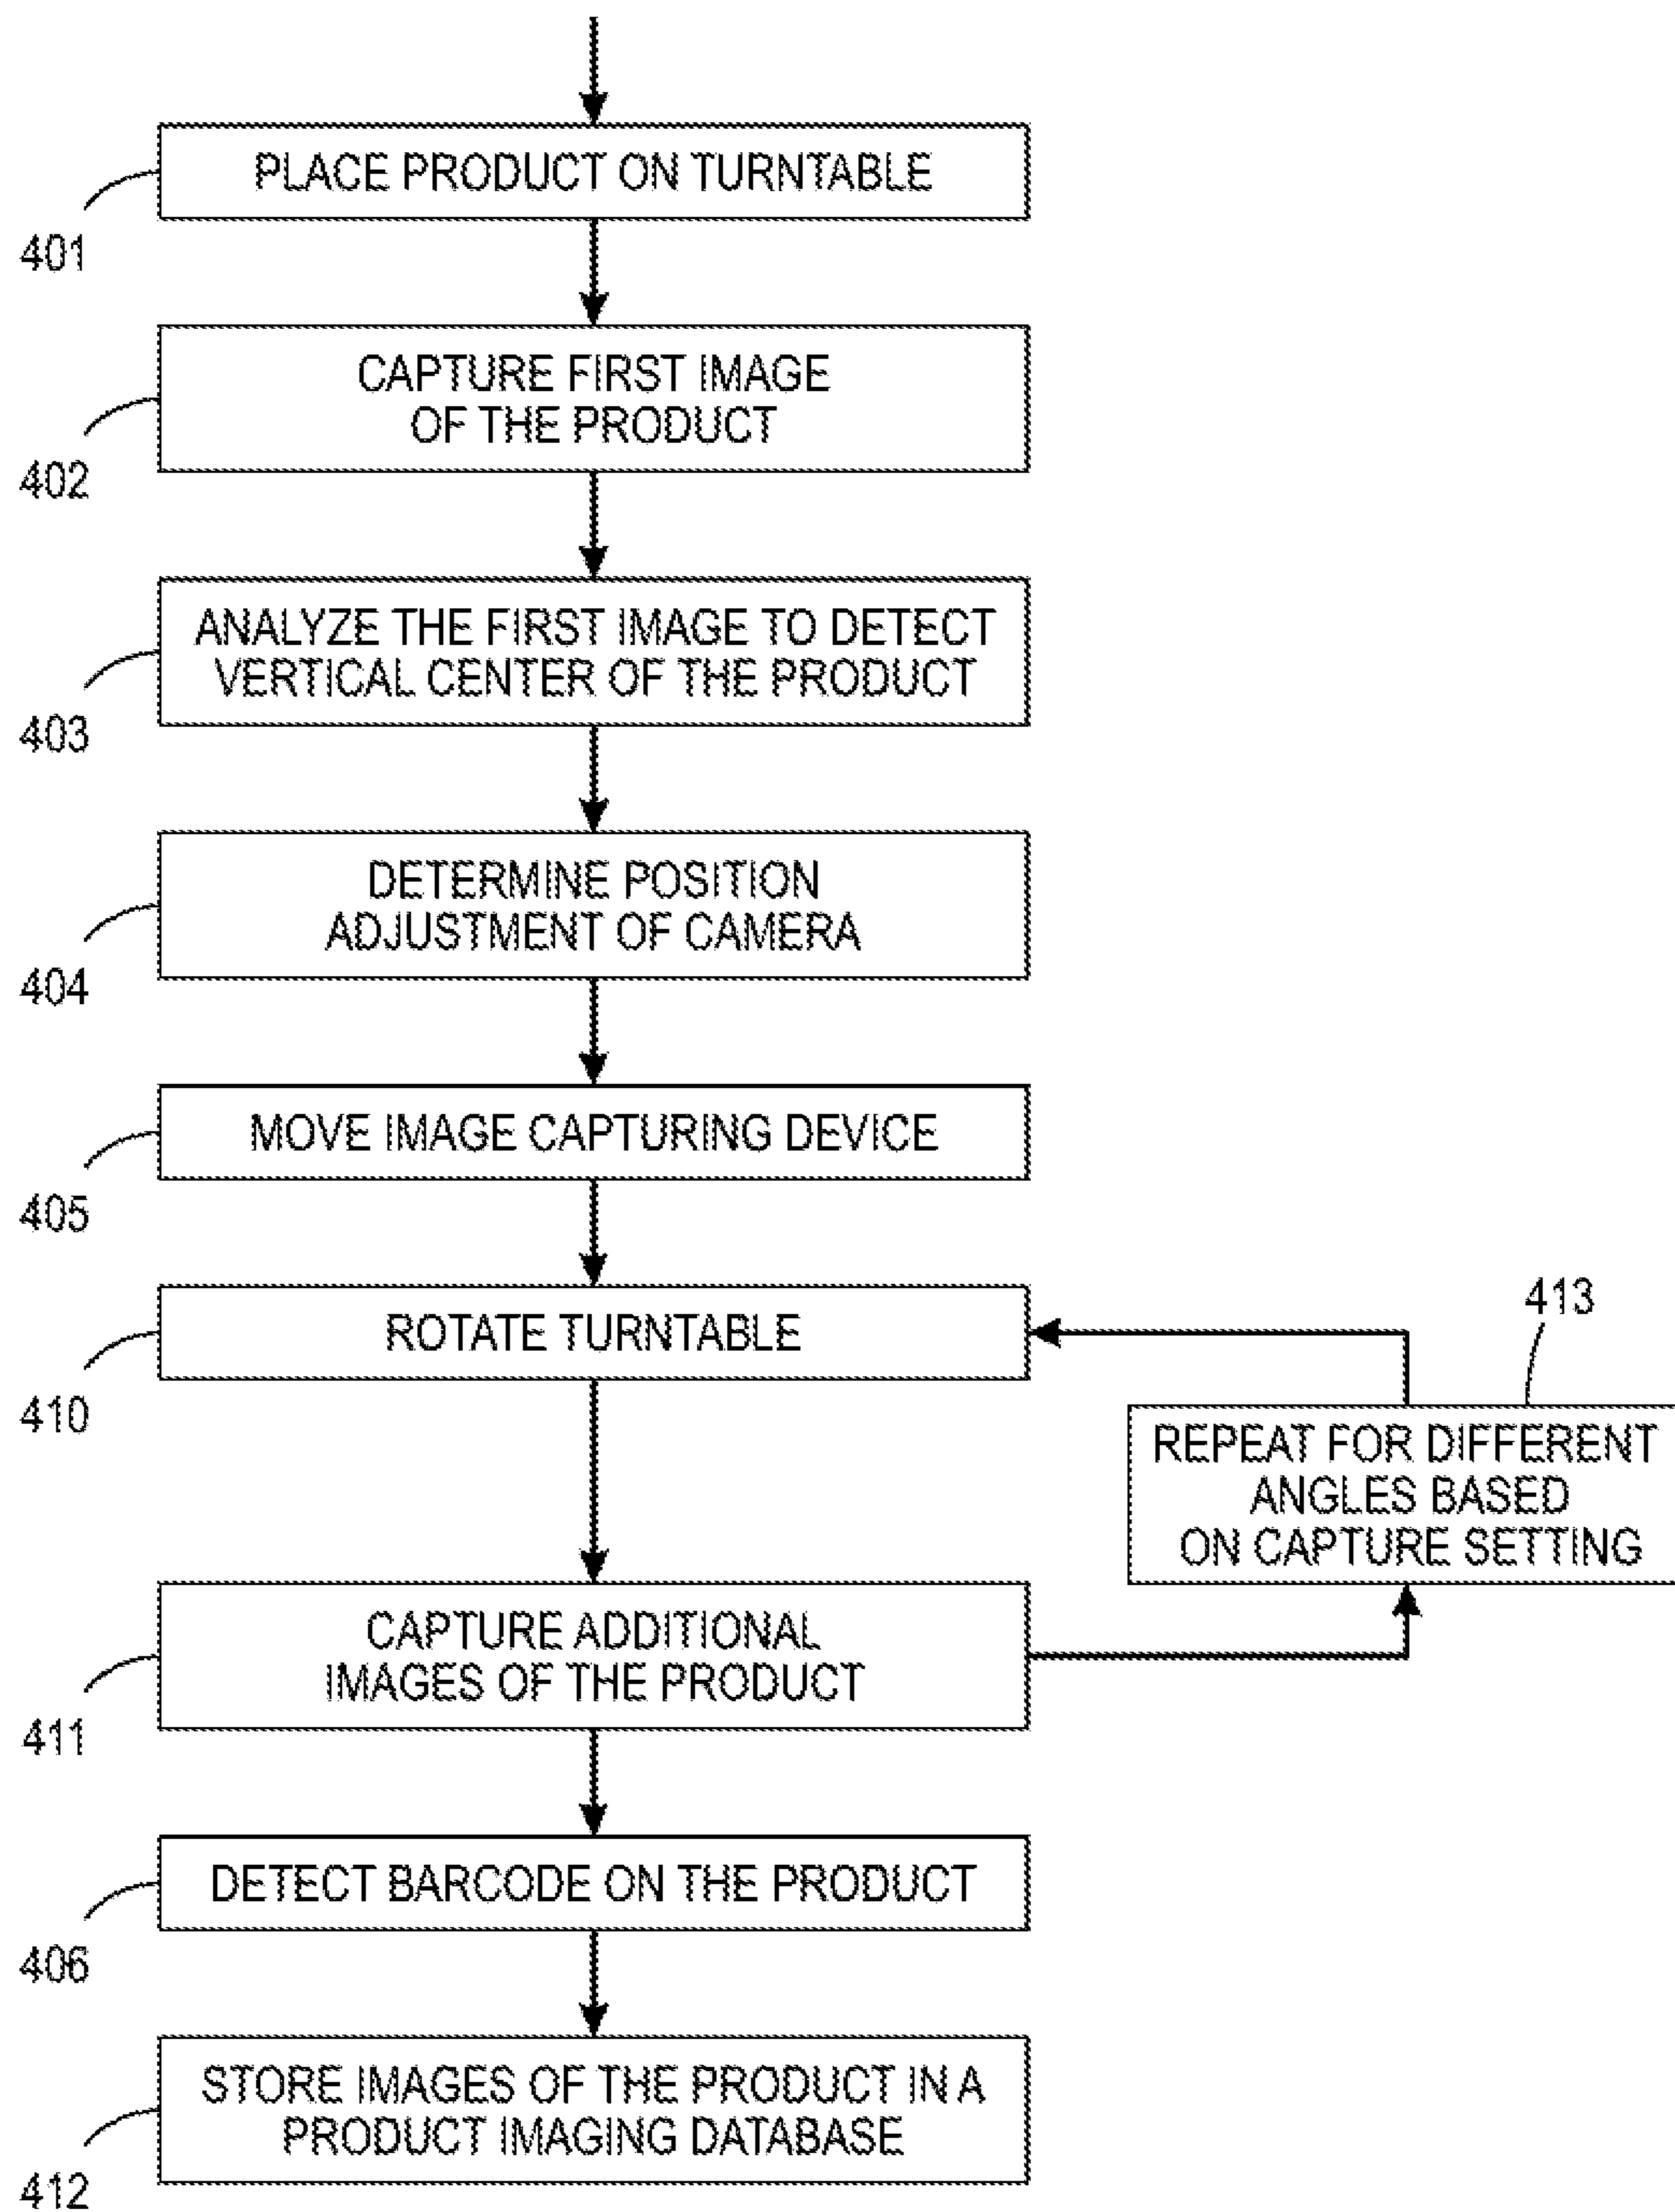 PLACE PRODUCT ON TURNTABLE
401
CAPTURE FIRST IMAGE
OF THE PRODUCT
402
ANALYZE THE FIRST IMAGE TO DETECT
VERTICAL CENTER OF THE PRODUCT
403
DETERMINE POSITION
ADJUSTMENT OF CAMERA
404
MOVE IMAGE CAPTURING DEVICE
405
ROTATE TURNTABLE
410
413
REPEAT FOR DIFFERENT
ANGLES BASED
ON CAPTURE SETTING
CAPTURE ADDITIONAL
IMAGES OF THE PRODUCT
411
DETECT BARCODE ON THE PRODUCT
406
STORE IMAGES OF THE PRODUCT IN A
PRODUCT IMAGING DATABASE
412